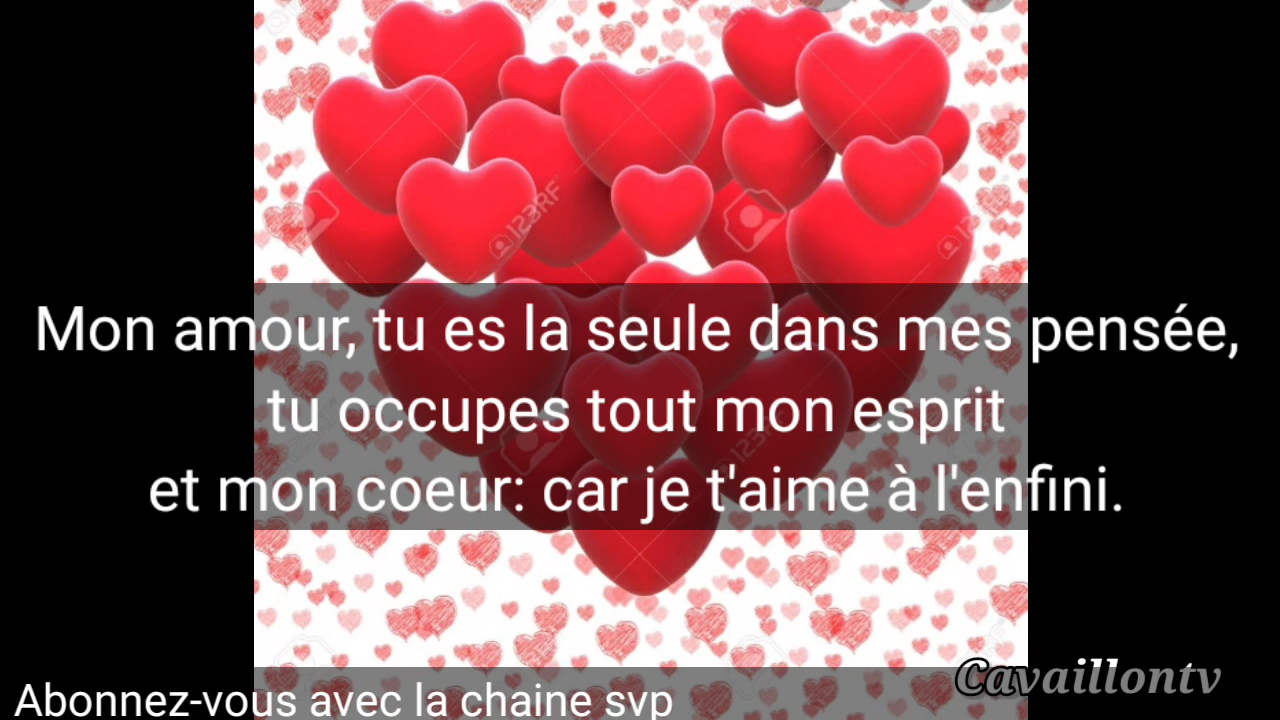 Mon amour, tu es la seule dans mes pensée,
tu occupes tout mon esprit
et mon coeur: car je t'aime à l'enfini.
Abonnez-vous avec la chaine svp
Cavaillontv
123RF